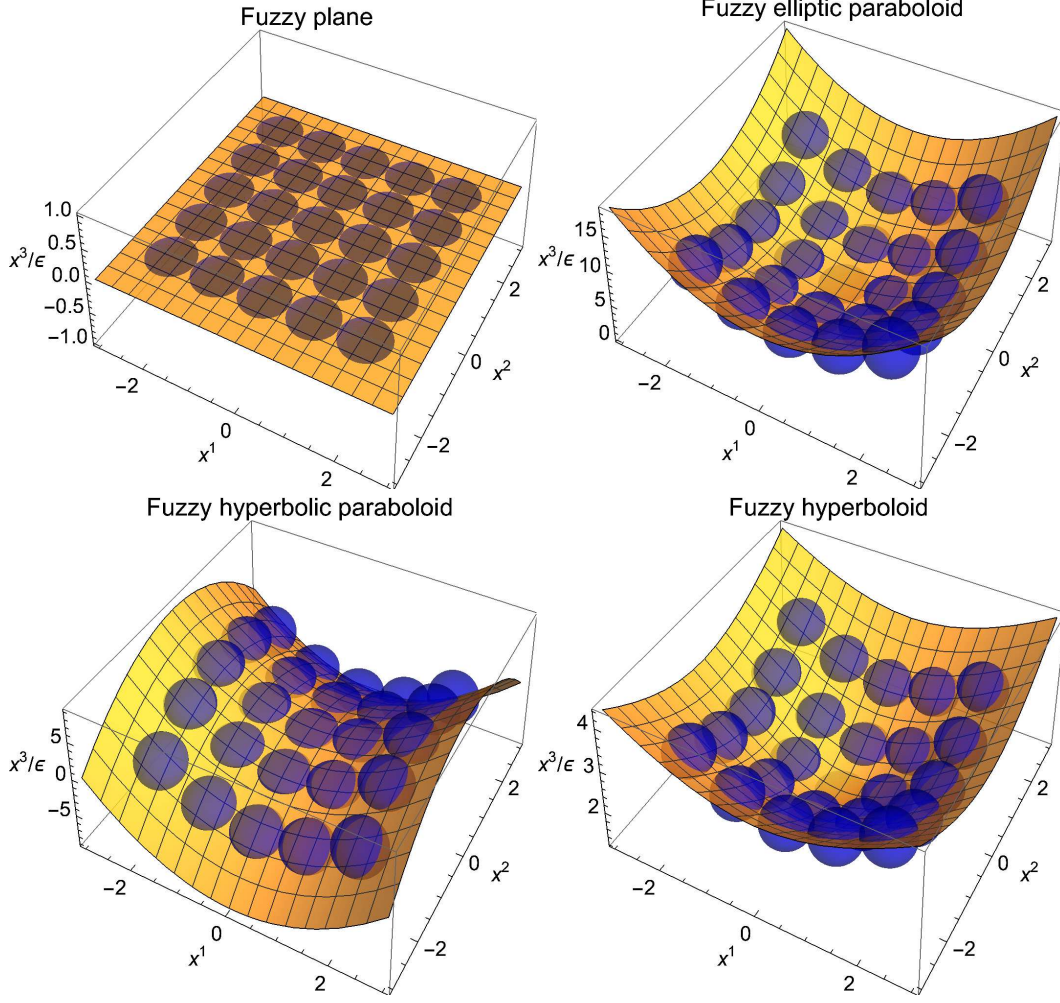 Fuzzy plane
1.0
0.5
x³/ϵ 0.0
−0.5
−1.0
−2
0
x¹
2
−2
0
x²
2
Fuzzy elliptic paraboloid
15
x³/ϵ 10
5
0
−2
0
x¹
2
−2
0
x²
2
Fuzzy hyperbolic paraboloid
5
x³/ϵ 0
−5
−2
0
x¹
2
−2
0
x²
2
Fuzzy hyperboloid
4
x³/ϵ 3
2
−2
0
x¹
2
−2
0
x²
2